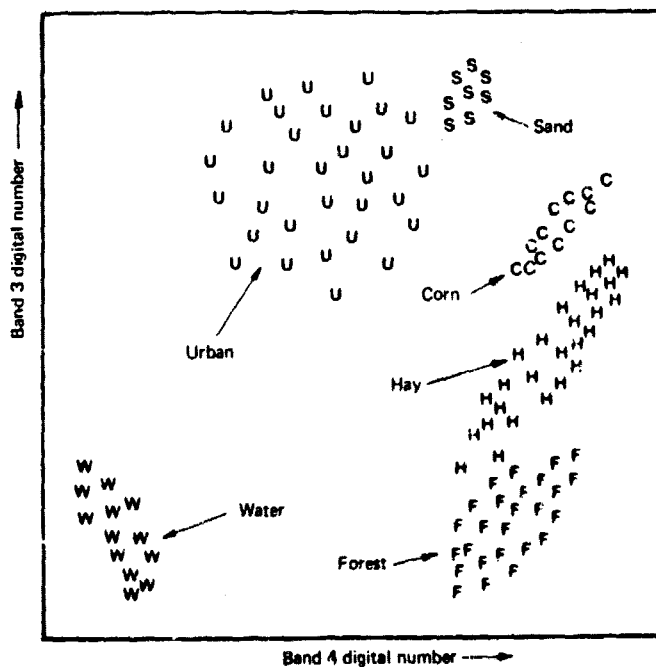 Band 3 digital number
U U U U U U U U U U U U U U U U U U U U U U U U U U U U U U U U U
S S S S S S S S S
Sand
C C C C C C C C C C C C C
Corn
Urban
H H H H H H H H H H H H H H H H H H H H H H H H H H H
Hay
W W W W W W W W W W W W W
Water
F F F F F F F F F F F F F F F F F F F F F F F F F
Forest
Band 4 digital number